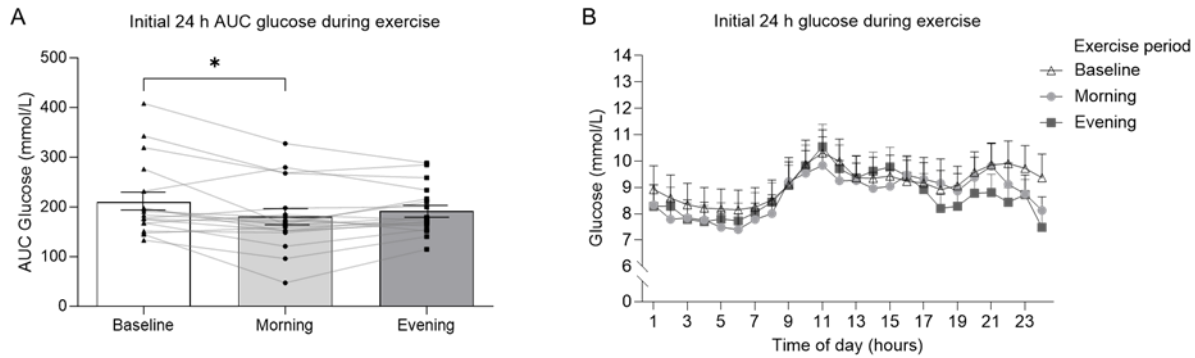 A
Initial 24 h AUC glucose during exercise
AUC Glucose (mmol/L)
500
400
300
200
100
0
*
Baseline
Morning
Evening
B
Initial 24 h glucose during exercise
Glucose (mmol/L)
14
13
12
11
10
9
8
7
6
0
1 3 5 7 9 11 13 15 17 19 21 23
Time of day (hours)
Exercise period
Baseline
Morning
Evening